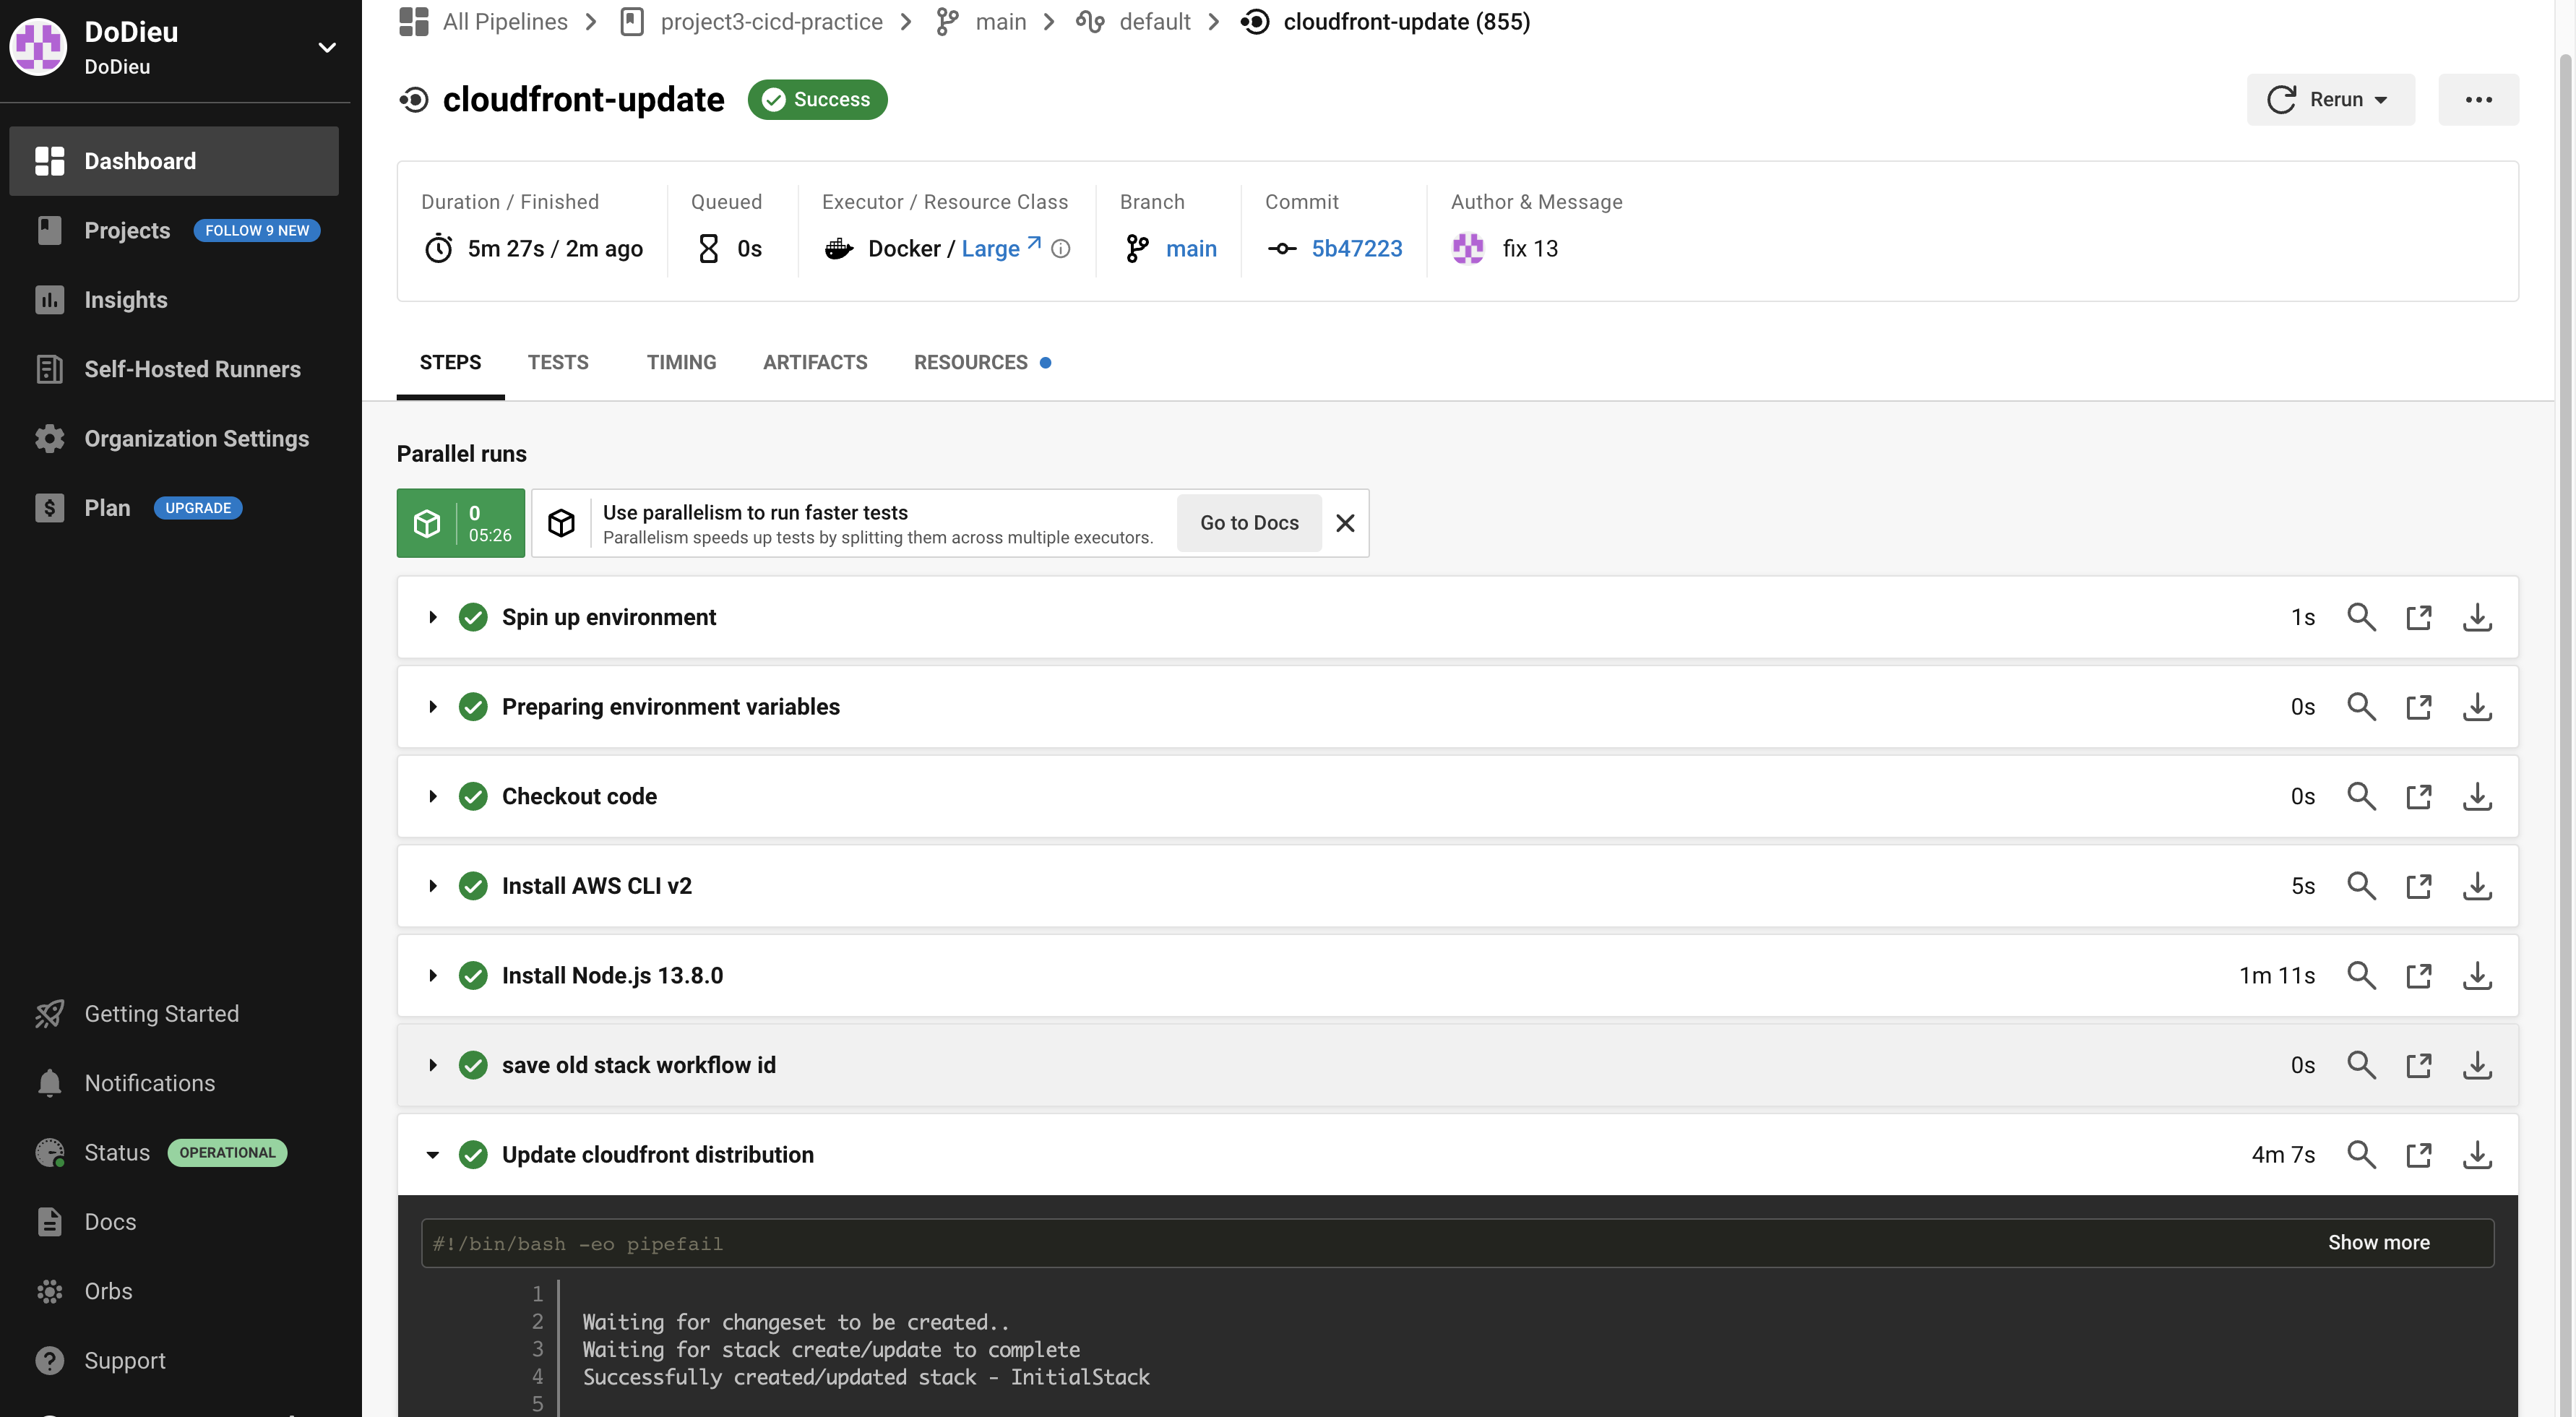 DoDieu
DoDieu
Dashboard
Projects FOLLOW 9 NEW
Insights
Self-Hosted Runners
Organization Settings
Plan UPGRADE
Getting Started
Notifications
Status OPERATIONAL
Docs
Orbs
Support
All Pipelines project3-cicd-practice main default cloudfront-update (855)
cloudfront-update Success
Rerun
Duration / Finished
5m 27s / 2m ago
Queued
0s
Executor / Resource Class
Docker / Large
Branch
main
Commit
5b47223
Author & Message
fix 13
STEPS TESTS TIMING ARTIFACTS RESOURCES
Parallel runs
0
05:26
Use parallelism to run faster tests
Parallelism speeds up tests by splitting them across multiple executors.
Go to Docs
Spin up environment 1s
Preparing environment variables 0s
Checkout code 0s
Install AWS CLI v2 5s
Install Node.js 13.8.0 1m 11s
save old stack workflow id 0s
Update cloudfront distribution 4m 7s
#!/bin/bash -eo pipefail Show more
1
2 Waiting for changeset to be created..
3 Waiting for stack create/update to complete
4 Successfully created/updated stack - InitialStack
5